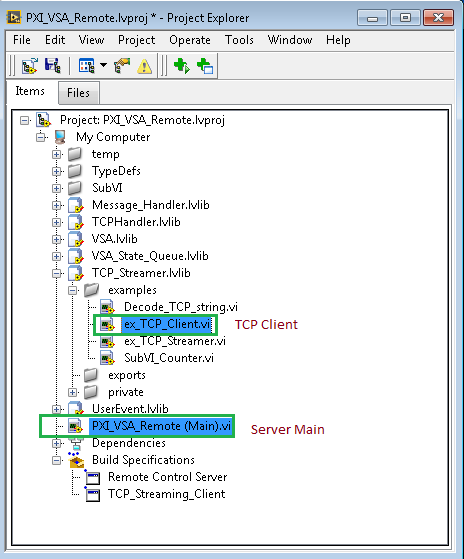 PXI_VSA_Remote.lvproj * - Project Explorer
File Edit View Project Operate Tools Window Help
Items Files
Project: PXI_VSA_Remote.lvproj
My Computer
temp
TypeDefs
SubVI
Message_Handler.lvlib
TCPHandler.lvlib
VSA.lvlib
VSA_State_Queue.lvlib
TCP_Streamer.lvlib
examples
Decode_TCP_string.vi
ex_TCP_Client.vi TCP Client
ex_TCP_Streamer.vi
SubVI_Counter.vi
exports
private
UserEvent.lvlib
PXI_VSA_Remote (Main).vi Server Main
Dependencies
Build Specifications
Remote Control Server
TCP_Streaming_Client